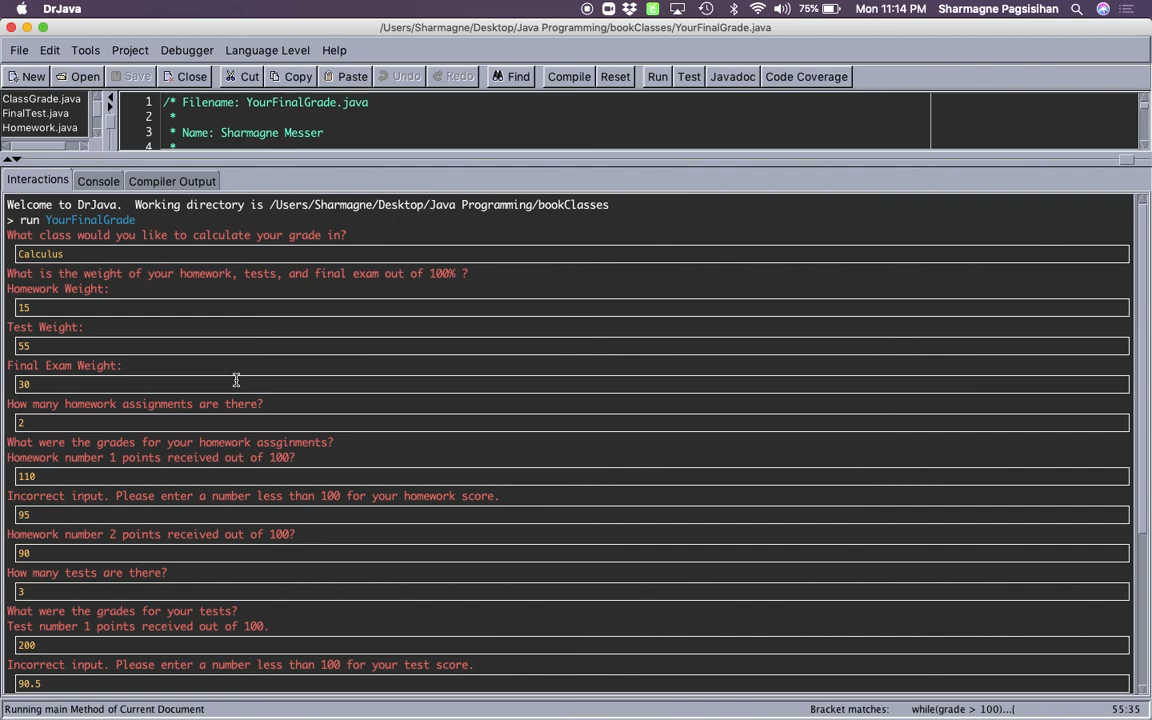 DrJava 75% Mon 11:14 PM Sharmagne Pagsisihan
/Users/Sharmagne/Desktop/Java Programming/bookClasses/YourFinalGrade.java
File Edit Tools Project Debugger Language Level Help
New Open Save Close Cut Copy Paste Undo Redo Find Compile Reset Run Test Javadoc Code Coverage
ClassGrade.java
FinalTest.java
Homework.java
1 /* Filename: YourFinalGrade.java
2 *
3 * Name: Sharmagne Messer
4 *
Interactions Console Compiler Output
Welcome to DrJava. Working directory is /Users/Sharmagne/Desktop/Java Programming/bookClasses
> run YourFinalGrade
What class would you like to calculate your grade in?
Calculus
What is the weight of your homework, tests, and final exam out of 100% ?
Homework Weight:
15
Test Weight:
55
Final Exam Weight:
30
How many homework assignments are there?
2
What were the grades for your homework assginments?
Homework number 1 points received out of 100?
110
Incorrect input. Please enter a number less than 100 for your homework score.
95
Homework number 2 points received out of 100?
90
How many tests are there?
3
What were the grades for your tests?
Test number 1 points received out of 100.
200
Incorrect input. Please enter a number less than 100 for your test score.
90.5
Running main Method of Current Document Bracket matches: while(grade > 100)...{ 55:35